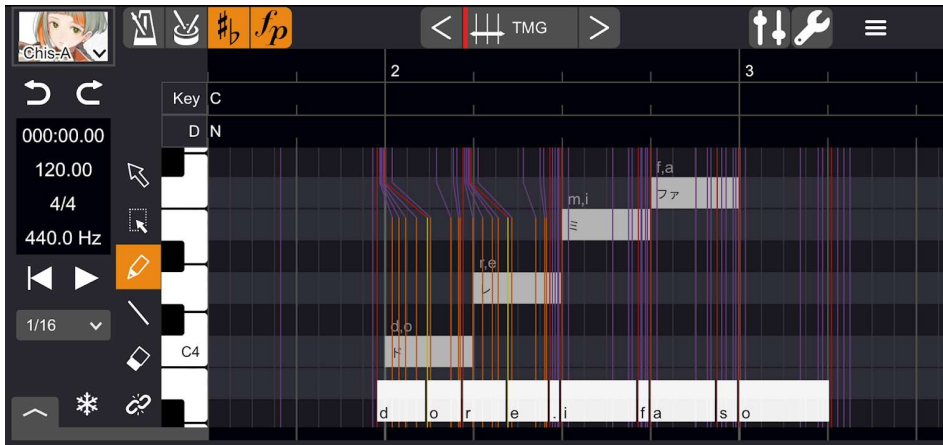 Chis-A
♯♭ fp
TMG
2 3
Key C
D N
000:00.00
120.00
4/4
440.0 Hz
1/16
C4
f,a
ファ
m,i
ミ
r,e
レ
d,o
ド
d o r e . i f a s o